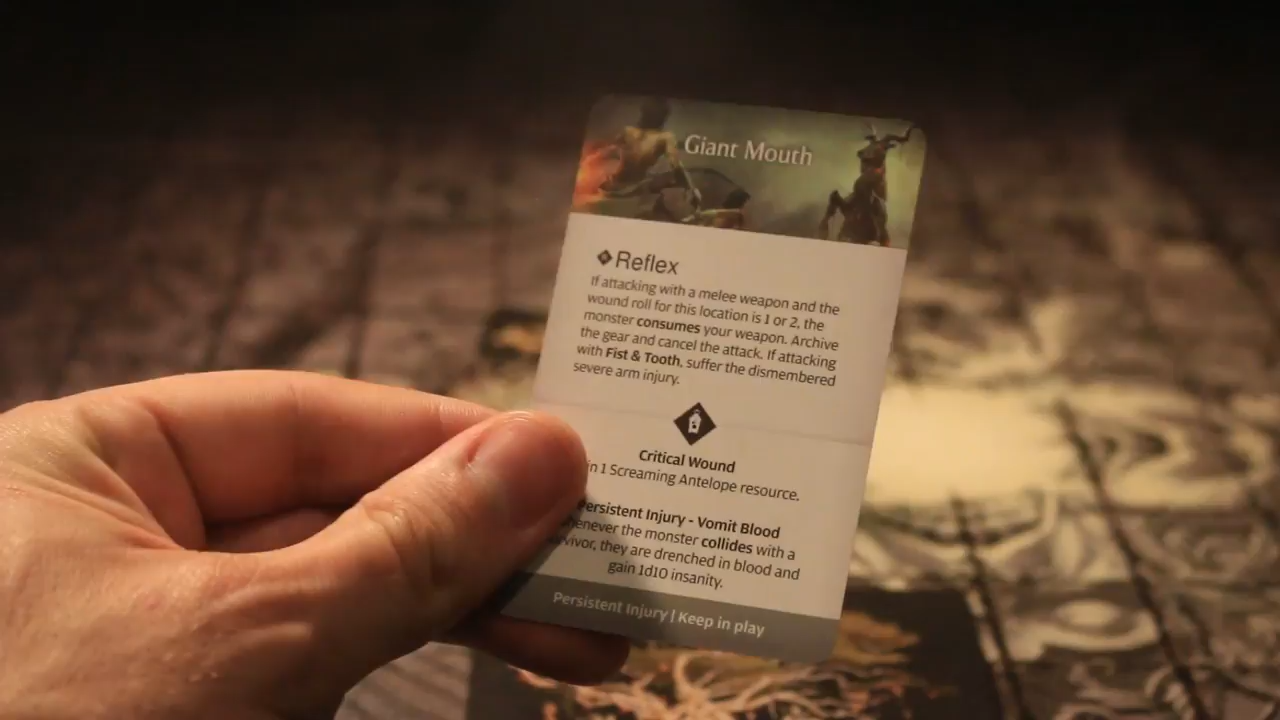 Giant Mouth
Reflex
If attacking with a melee weapon and the
wound roll for this location is 1 or 2, the
monster consumes your weapon. Archive
the gear and cancel the attack. If attacking
with Fist & Tooth, suffer the dismembered
severe arm injury.
Critical Wound
in 1 Screaming Antelope resource.
Persistent Injury - Vomit Blood
henever the monster collides with a
vivor, they are drenched in blood and
gain 1d10 insanity.
Persistent Injury | Keep in play